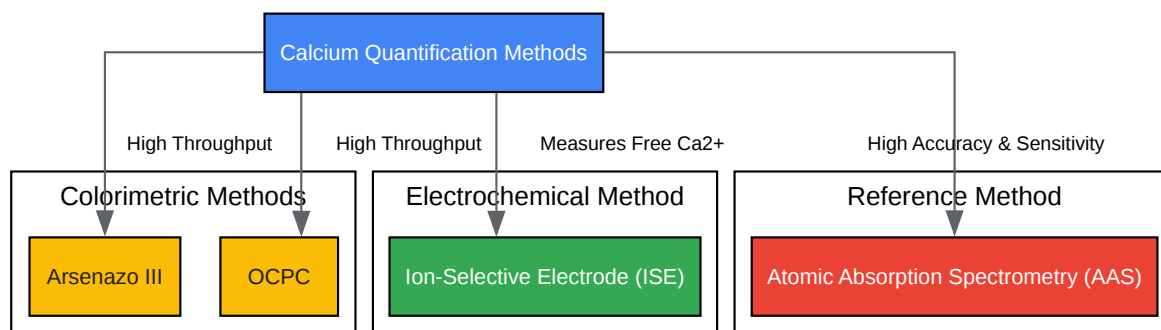 Calcium Quantification Methods
High Throughput
High Throughput
Measures Free Ca2+
High Accuracy & Sensitivity
Colorimetric Methods
Electrochemical Method
Reference Method
Arsenazo III
OCPC
Ion-Selective Electrode (ISE)
Atomic Absorption Spectrometry (AAS)